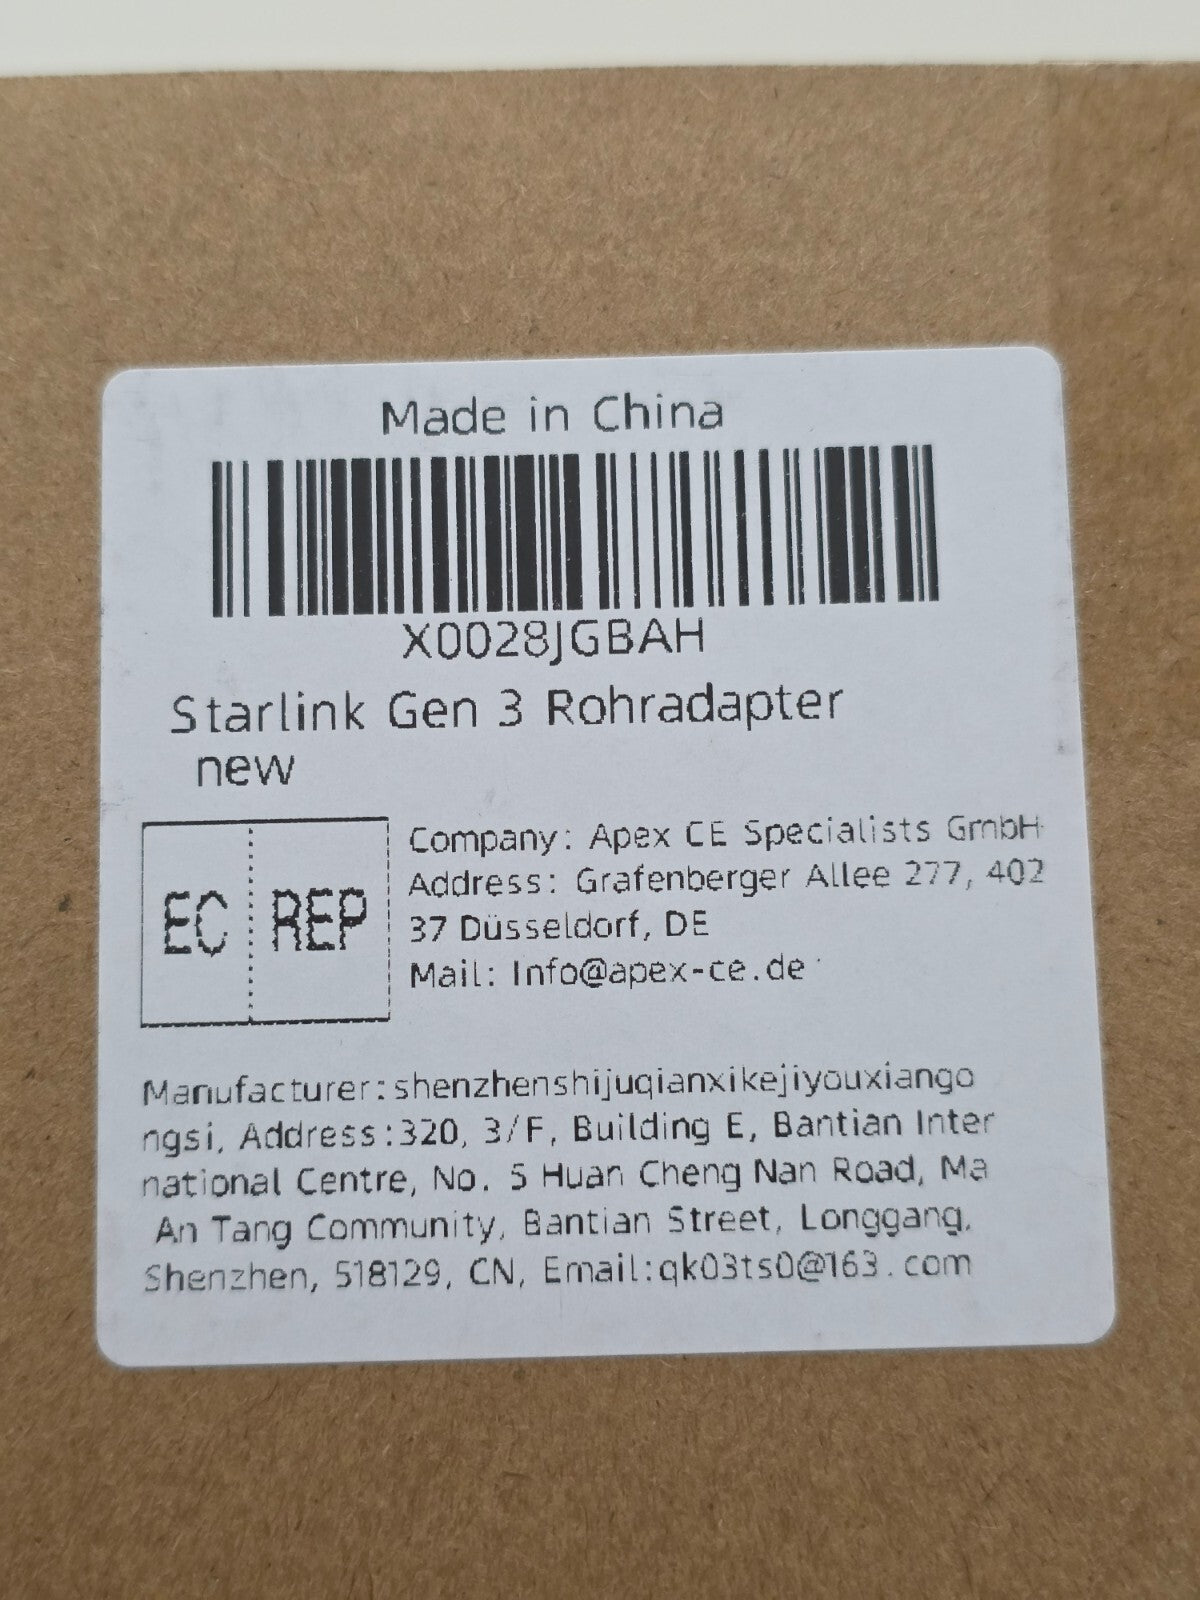 Made in China
X0028JGBAH
Starlink Gen 3 Rohradapter
new
EC REP
Company: Apex CE Specialists GmbH
Address: Grafenberger Allee 277, 402
37 Düsseldorf, DE
Mail: Info@apex-ce.de
Manufacturer:shenzhenshijuqianxikejiyouxiango
ngsi, Address:320, 3/F, Building E, Bantian Inter
national Centre, No. 5 Huan Cheng Nan Road, Ma
An Tang Community, Bantian Street, Longgang,
Shenzhen, 518129, CN, Email:qk03ts0@163.com